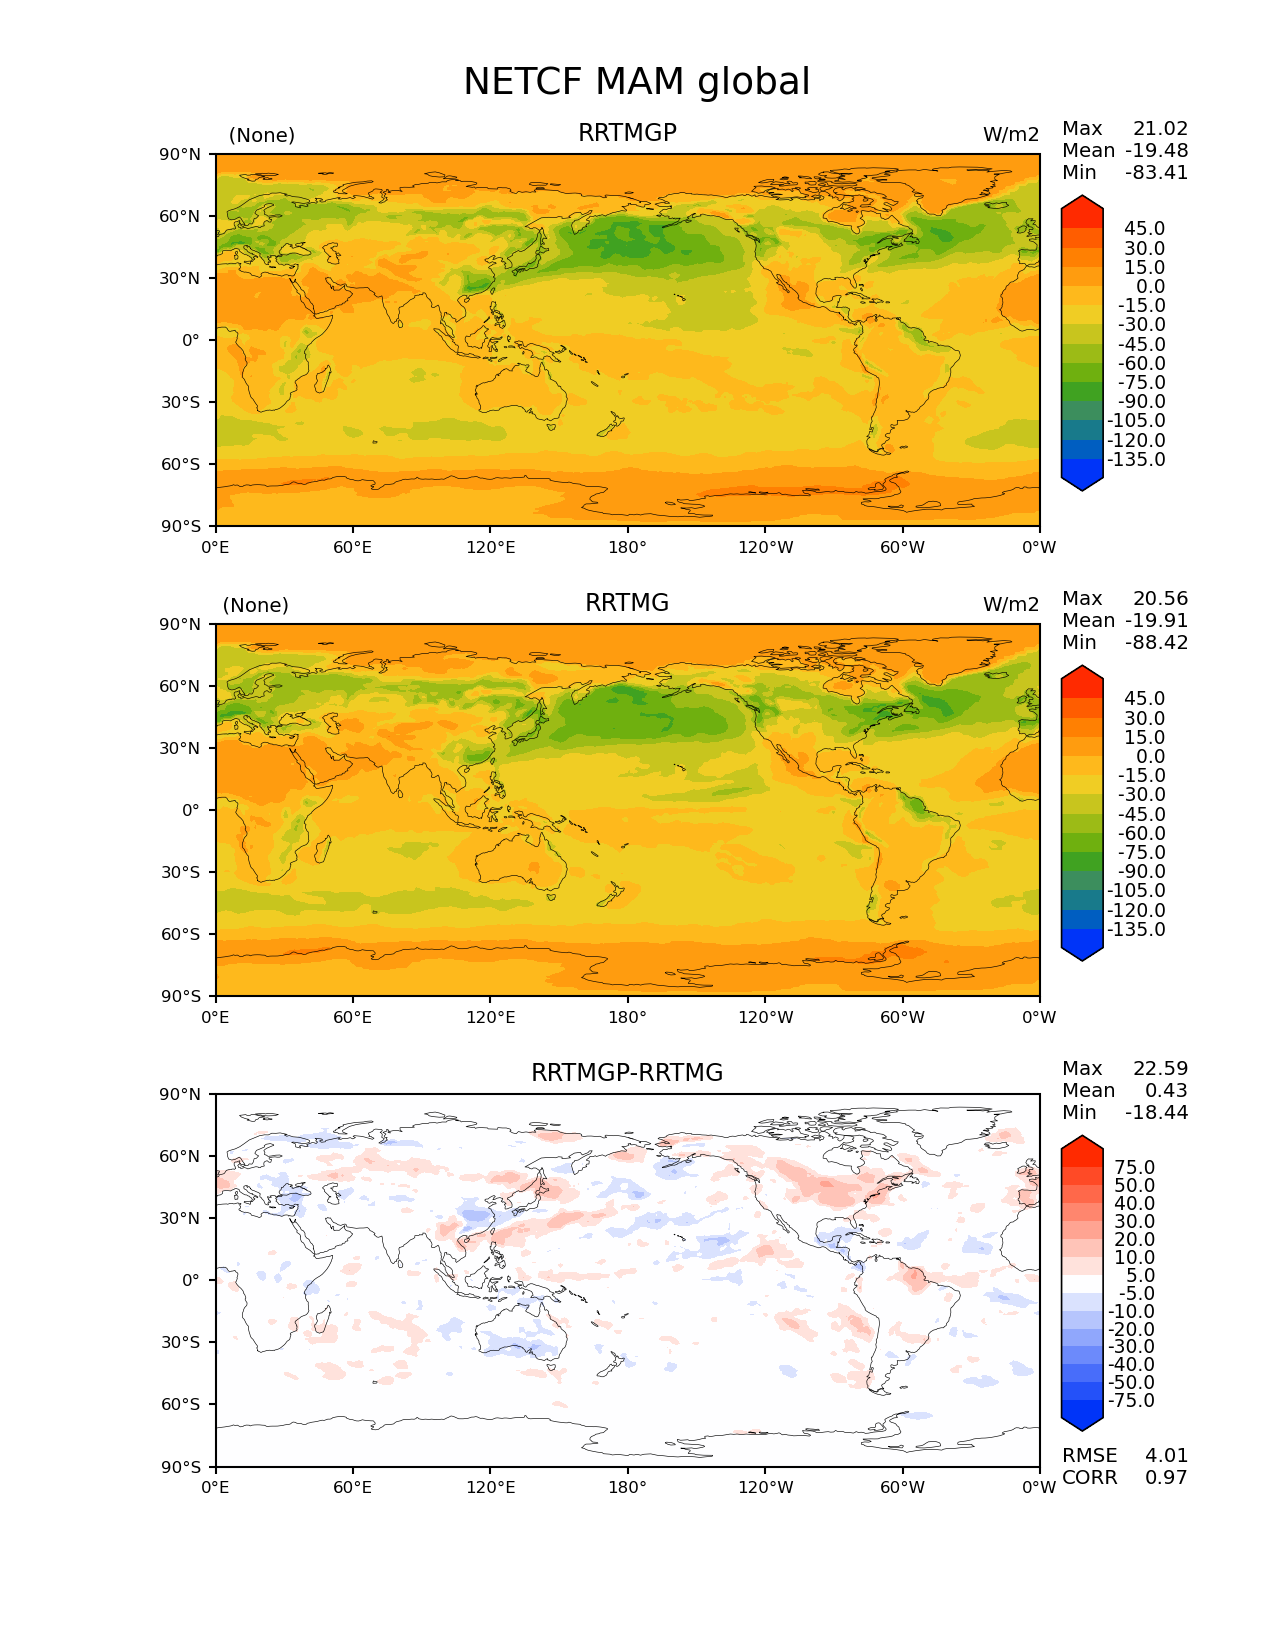 NETCF MAM global
(None) RRTMGP W/m2
Max 21.02
Mean -19.48
Min -83.41
90°N
60°N
30°N
0°
30°S
60°S
90°S
0°E 60°E 120°E 180° 120°W 60°W 0°W
45.0
30.0
15.0
0.0
-15.0
-30.0
-45.0
-60.0
-75.0
-90.0
-105.0
-120.0
-135.0
(None) RRTMG W/m2
Max 20.56
Mean -19.91
Min -88.42
90°N
60°N
30°N
0°
30°S
60°S
90°S
0°E 60°E 120°E 180° 120°W 60°W 0°W
45.0
30.0
15.0
0.0
-15.0
-30.0
-45.0
-60.0
-75.0
-90.0
-105.0
-120.0
-135.0
RRTMGP-RRTMG
Max 22.59
Mean 0.43
Min -18.44
90°N
60°N
30°N
0°
30°S
60°S
90°S
0°E 60°E 120°E 180° 120°W 60°W 0°W
75.0
50.0
40.0
30.0
20.0
10.0
5.0
-5.0
-10.0
-20.0
-30.0
-40.0
-50.0
-75.0
RMSE 4.01
CORR 0.97